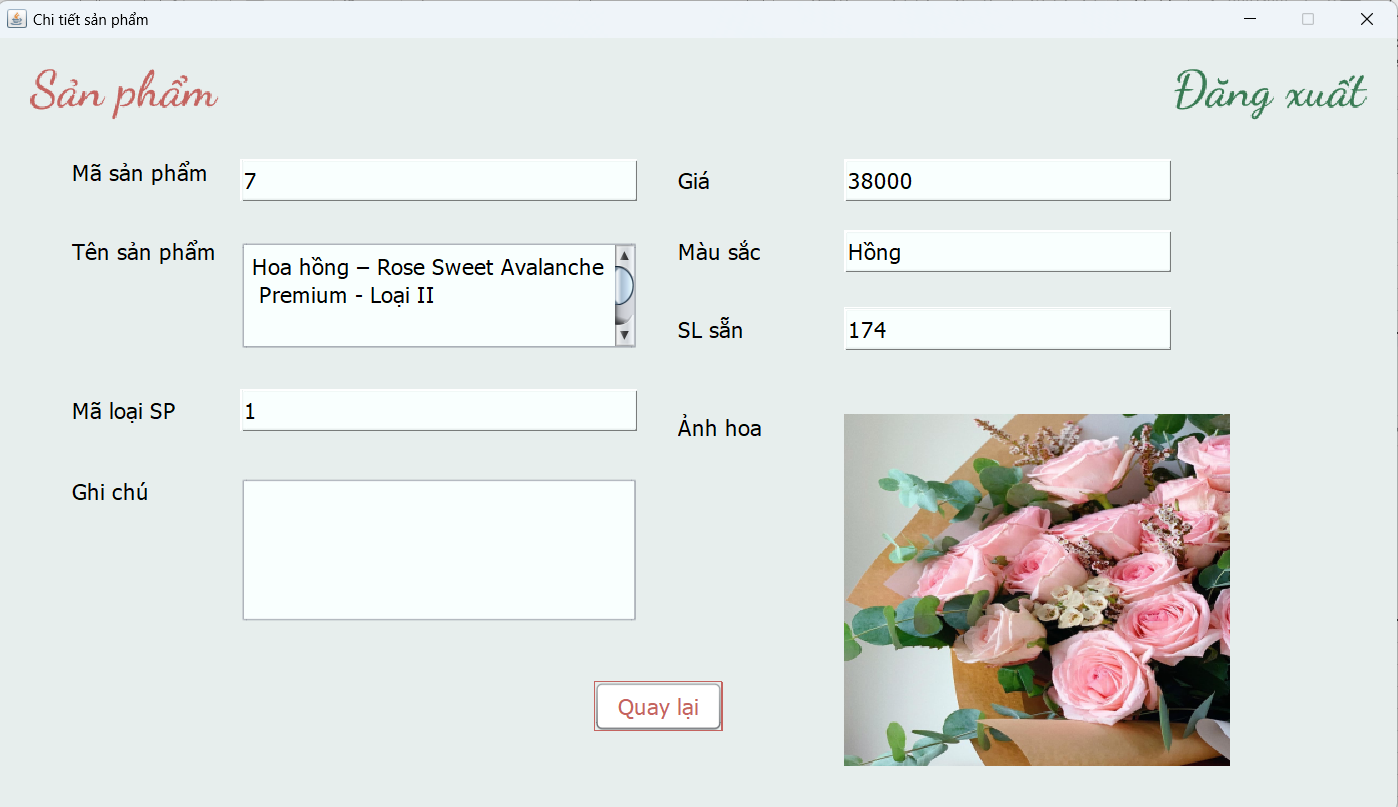 Chi tiết sản phẩm
Sản phẩm
Đăng xuất
Mã sản phẩm
7
Giá
38000
Tên sản phẩm
Hoa hồng – Rose Sweet Avalanche
Premium - Loại II
Màu sắc
Hồng
SL sẵn
174
Mã loại SP
1
Ảnh hoa
Ghi chú
Quay lại